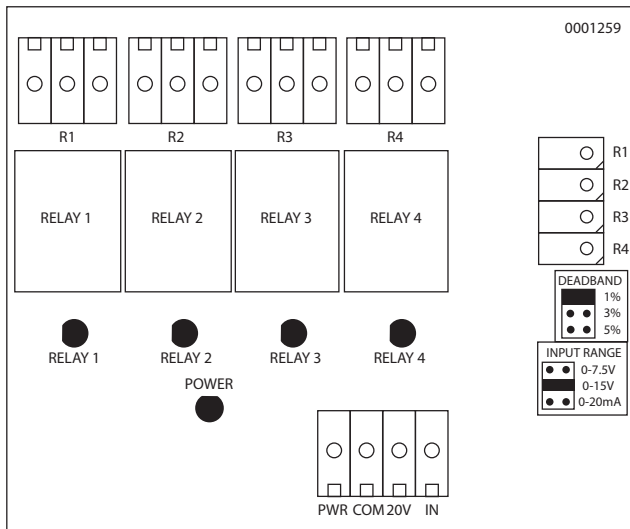 0001259
R1 R2 R3 R4
RELAY 1 RELAY 2 RELAY 3 RELAY 4
R1
R2
R3
R4
DEADBAND
1%
3%
5%
INPUT RANGE
0-7.5V
0-15V
0-20mA
RELAY 1 RELAY 2 RELAY 3 RELAY 4
POWER
PWR COM 20V IN